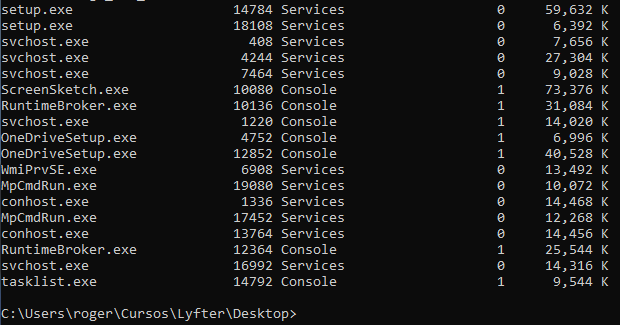 setup.exe 14784 Services 0 59,632 K
setup.exe 18108 Services 0 6,392 K
svchost.exe 408 Services 0 7,656 K
svchost.exe 4244 Services 0 27,304 K
svchost.exe 7464 Services 0 9,028 K
ScreenSketch.exe 10080 Console 1 73,376 K
RuntimeBroker.exe 10136 Console 1 31,084 K
svchost.exe 1220 Console 1 14,020 K
OneDriveSetup.exe 4752 Console 1 6,996 K
OneDriveSetup.exe 12852 Console 1 40,528 K
WmiPrvSE.exe 6908 Services 0 13,492 K
MpCmdRun.exe 19080 Services 0 10,072 K
conhost.exe 1336 Services 0 14,468 K
MpCmdRun.exe 17452 Services 0 12,268 K
conhost.exe 13764 Services 0 14,456 K
RuntimeBroker.exe 12364 Console 1 25,544 K
svchost.exe 16992 Services 0 14,316 K
tasklist.exe 14792 Console 1 9,544 K
C:\Users\roger\Cursos\Lyfter\Desktop>